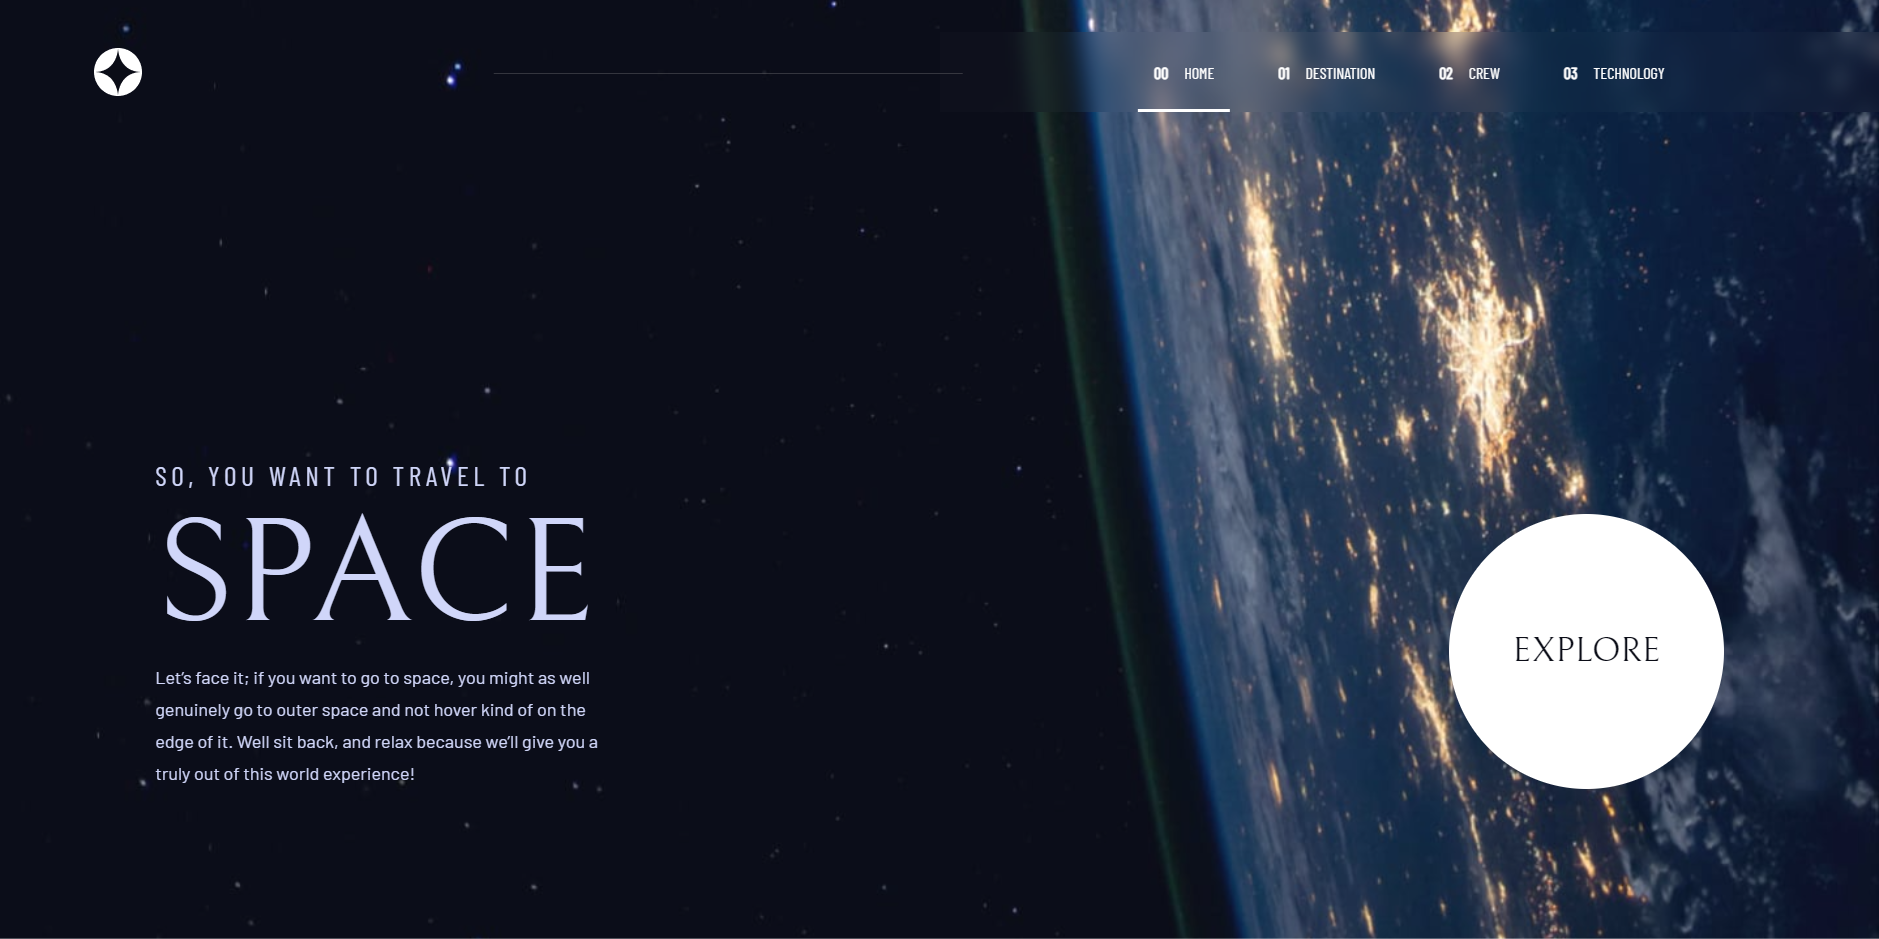 00 HOME 01 DESTINATION 02 CREW 03 TECHNOLOGY
SO, YOU WANT TO TRAVEL TO
SPACE
Let’s face it; if you want to go to space, you might as well
genuinely go to outer space and not hover kind of on the
edge of it. Well sit back, and relax because we’ll give you a
truly out of this world experience!
EXPLORE